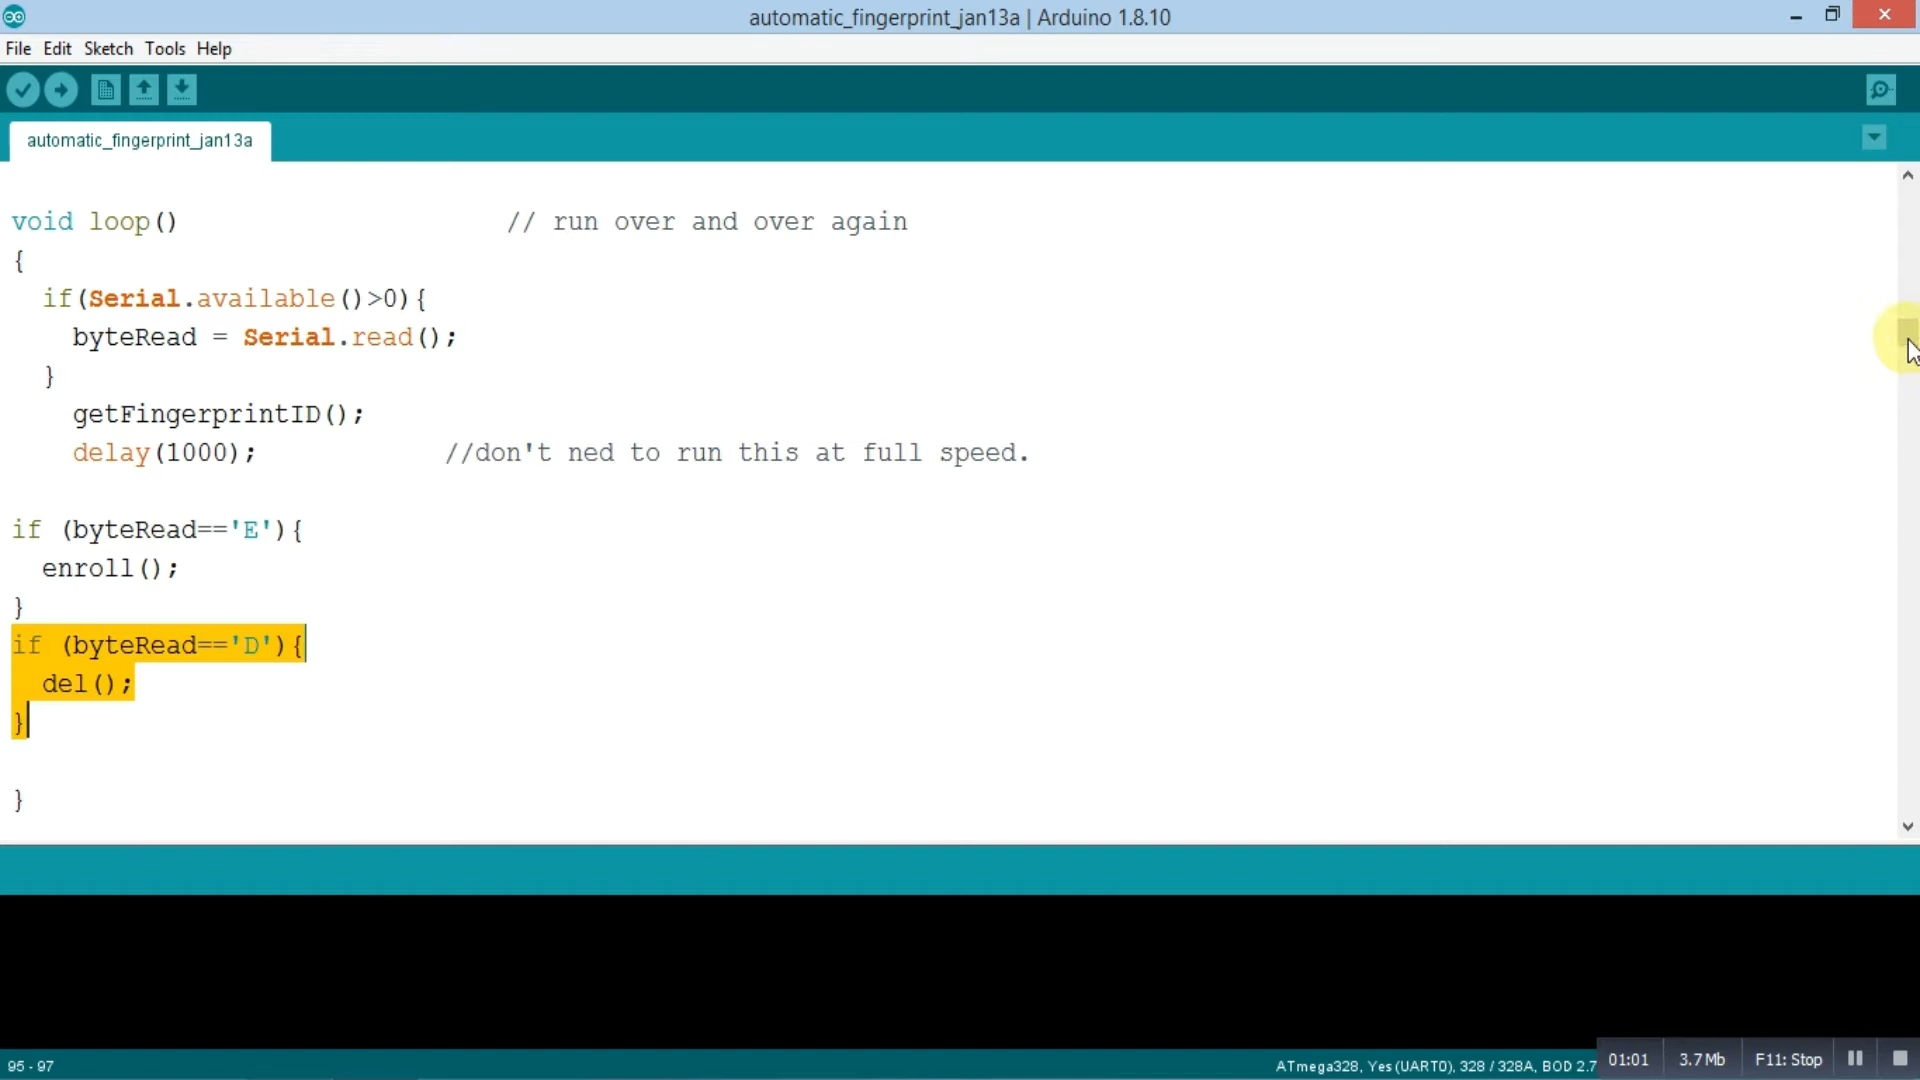 automatic_fingerprint_jan13a | Arduino 1.8.10
File Edit Sketch Tools Help
automatic_fingerprint_jan13a
void loop() // run over and over again
{
if(Serial.available()>0){
byteRead = Serial.read();
}
getFingerprintID();
delay(1000); //don't ned to run this at full speed.
if (byteRead=='E'){
enroll();
}
if (byteRead=='D'){
del();
}
}
95 - 97
ATmega328, Yes (UART0), 328 / 328A, BOD 2.7
01:01 3.7 Mb F11: Stop